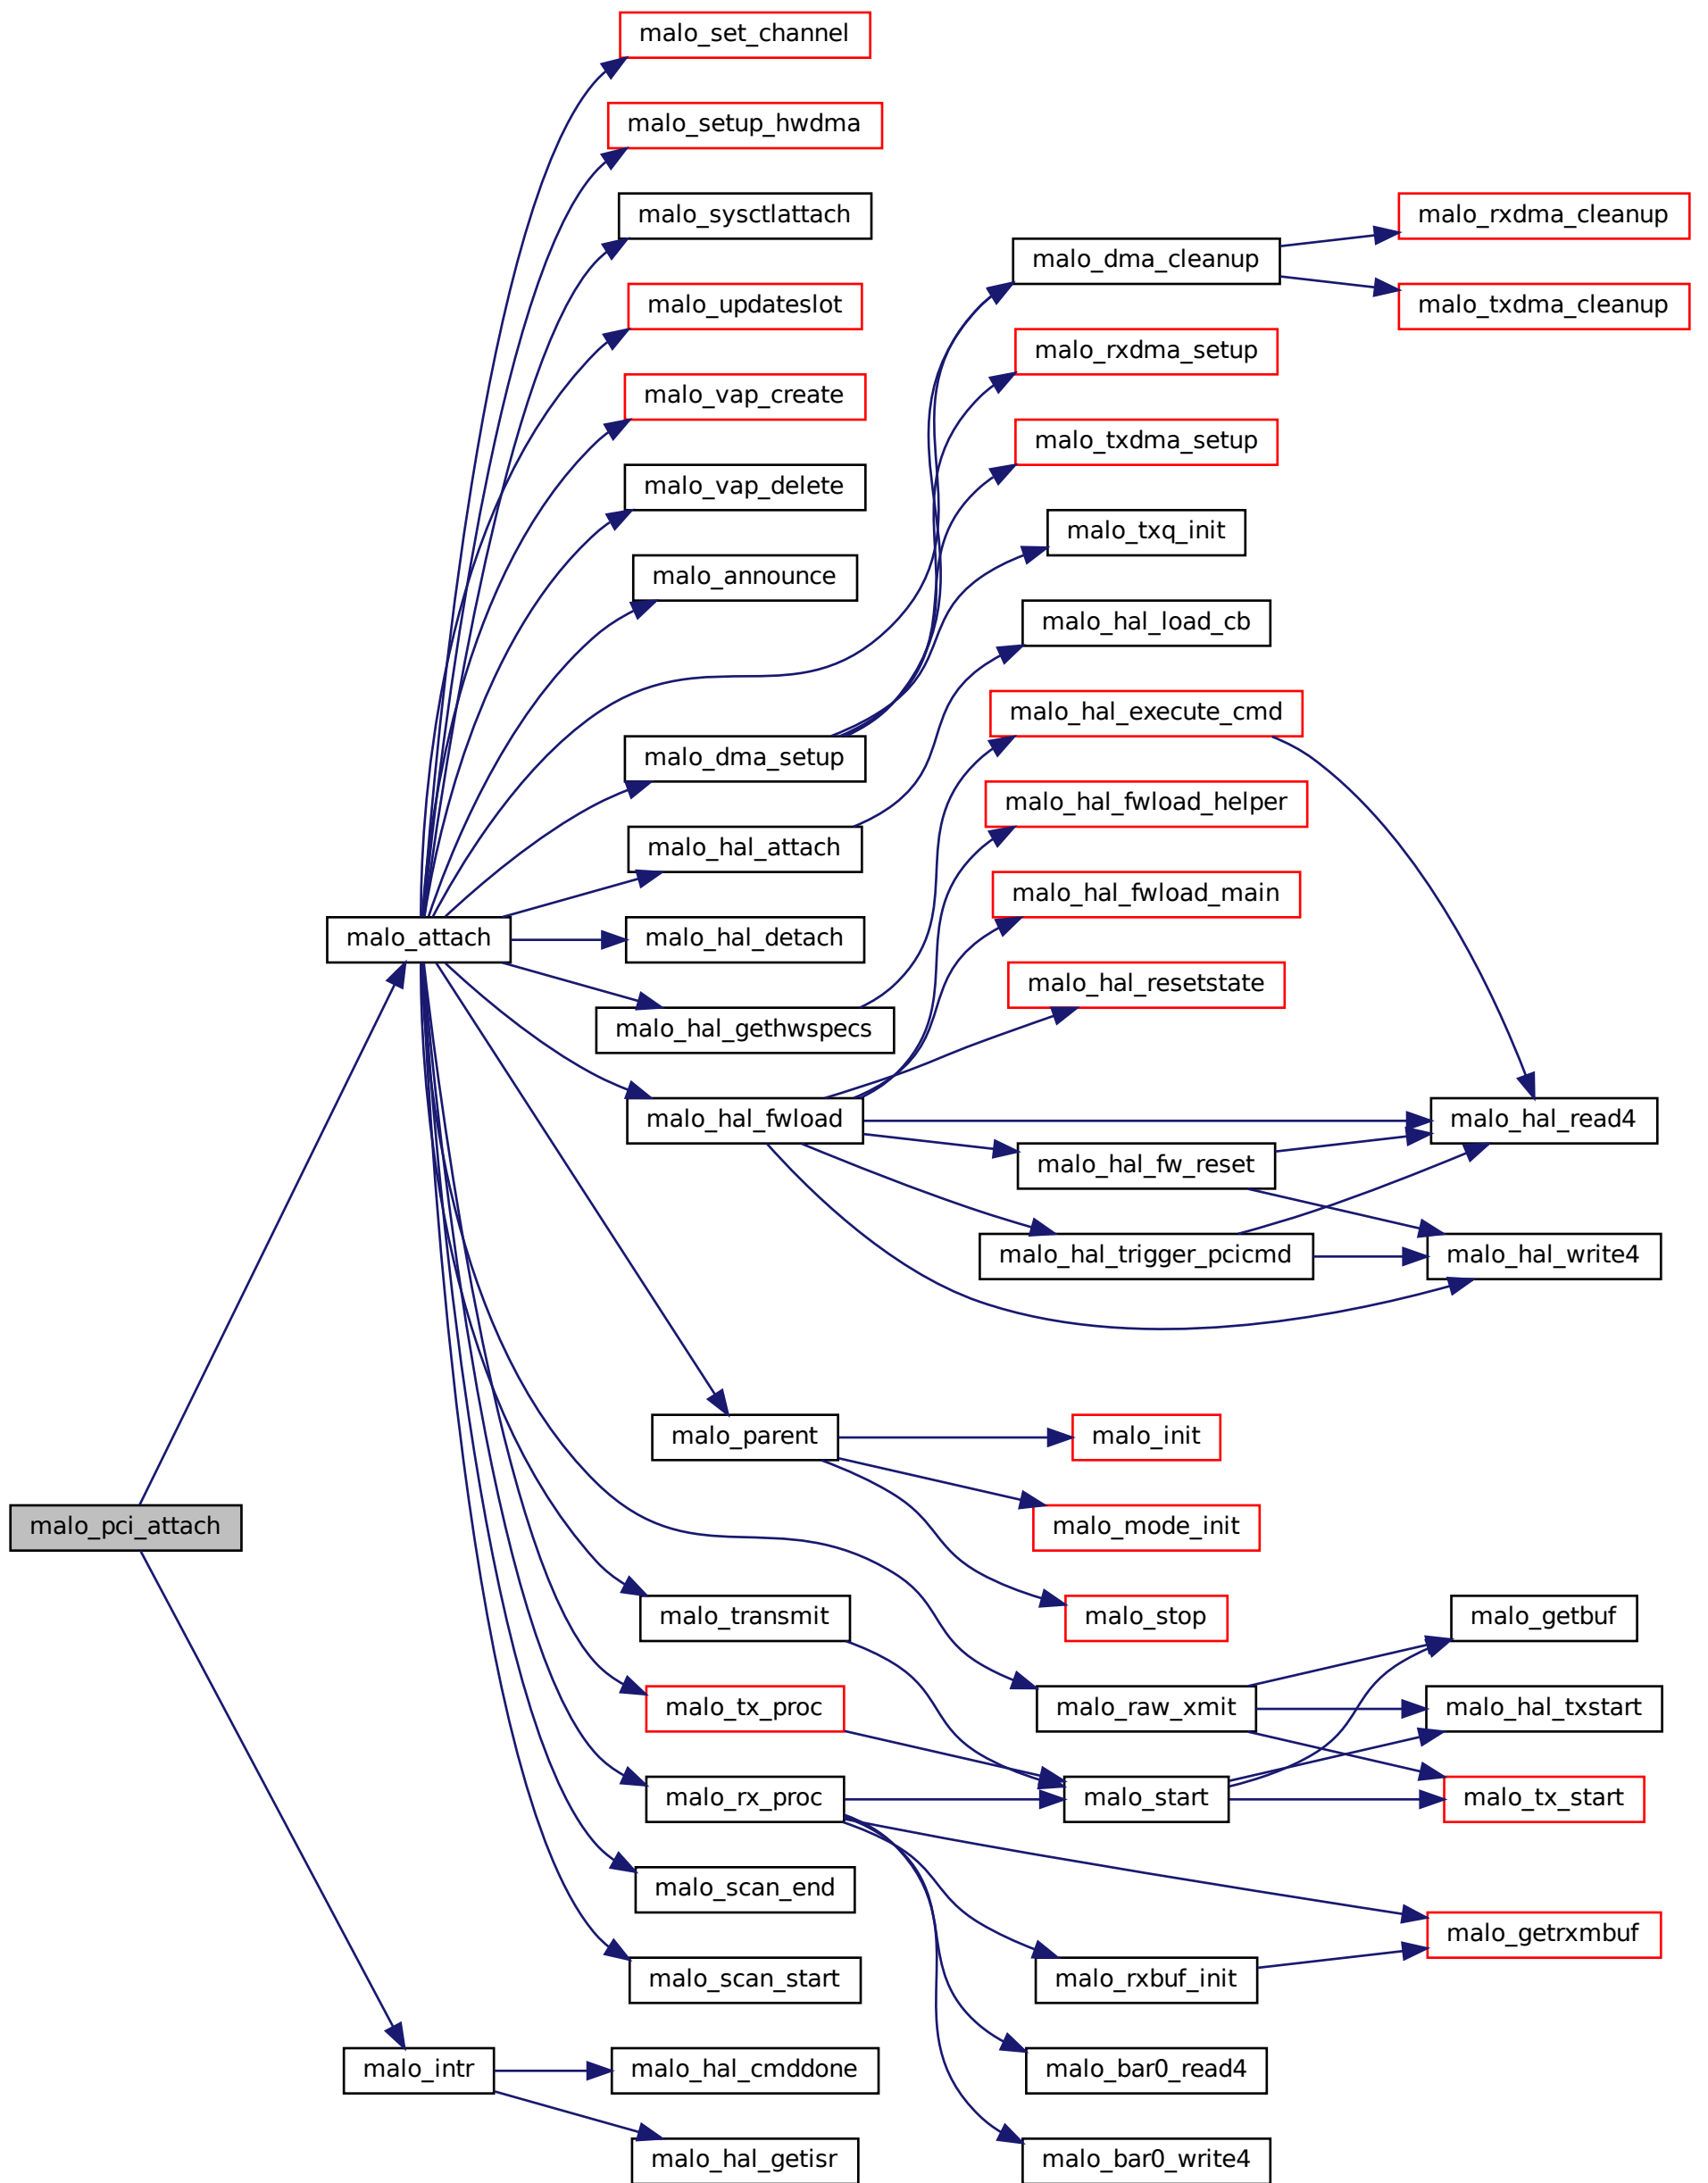 malo_set_channel
malo_setup_hwdma
malo_sysctlattach
malo_rxdma_cleanup
malo_dma_cleanup
malo_updateslot
malo_txdma_cleanup
malo_rxdma_setup
malo_vap_create
malo_txdma_setup
malo_vap_delete
malo_txq_init
malo_announce
malo_hal_load_cb
malo_hal_execute_cmd
malo_dma_setup
malo_hal_fwload_helper
malo_hal_attach
malo_hal_fwload_main
malo_attach
malo_hal_detach
malo_hal_resetstate
malo_hal_gethwspecs
malo_hal_fwload
malo_hal_read4
malo_hal_fw_reset
malo_hal_trigger_pcicmd
malo_hal_write4
malo_parent
malo_init
malo_pci_attach
malo_mode_init
malo_transmit
malo_stop
malo_getbuf
malo_tx_proc
malo_raw_xmit
malo_hal_txstart
malo_rx_proc
malo_start
malo_tx_start
malo_scan_end
malo_getrxmbuf
malo_scan_start
malo_rxbuf_init
malo_intr
malo_hal_cmddone
malo_bar0_read4
malo_hal_getisr
malo_bar0_write4